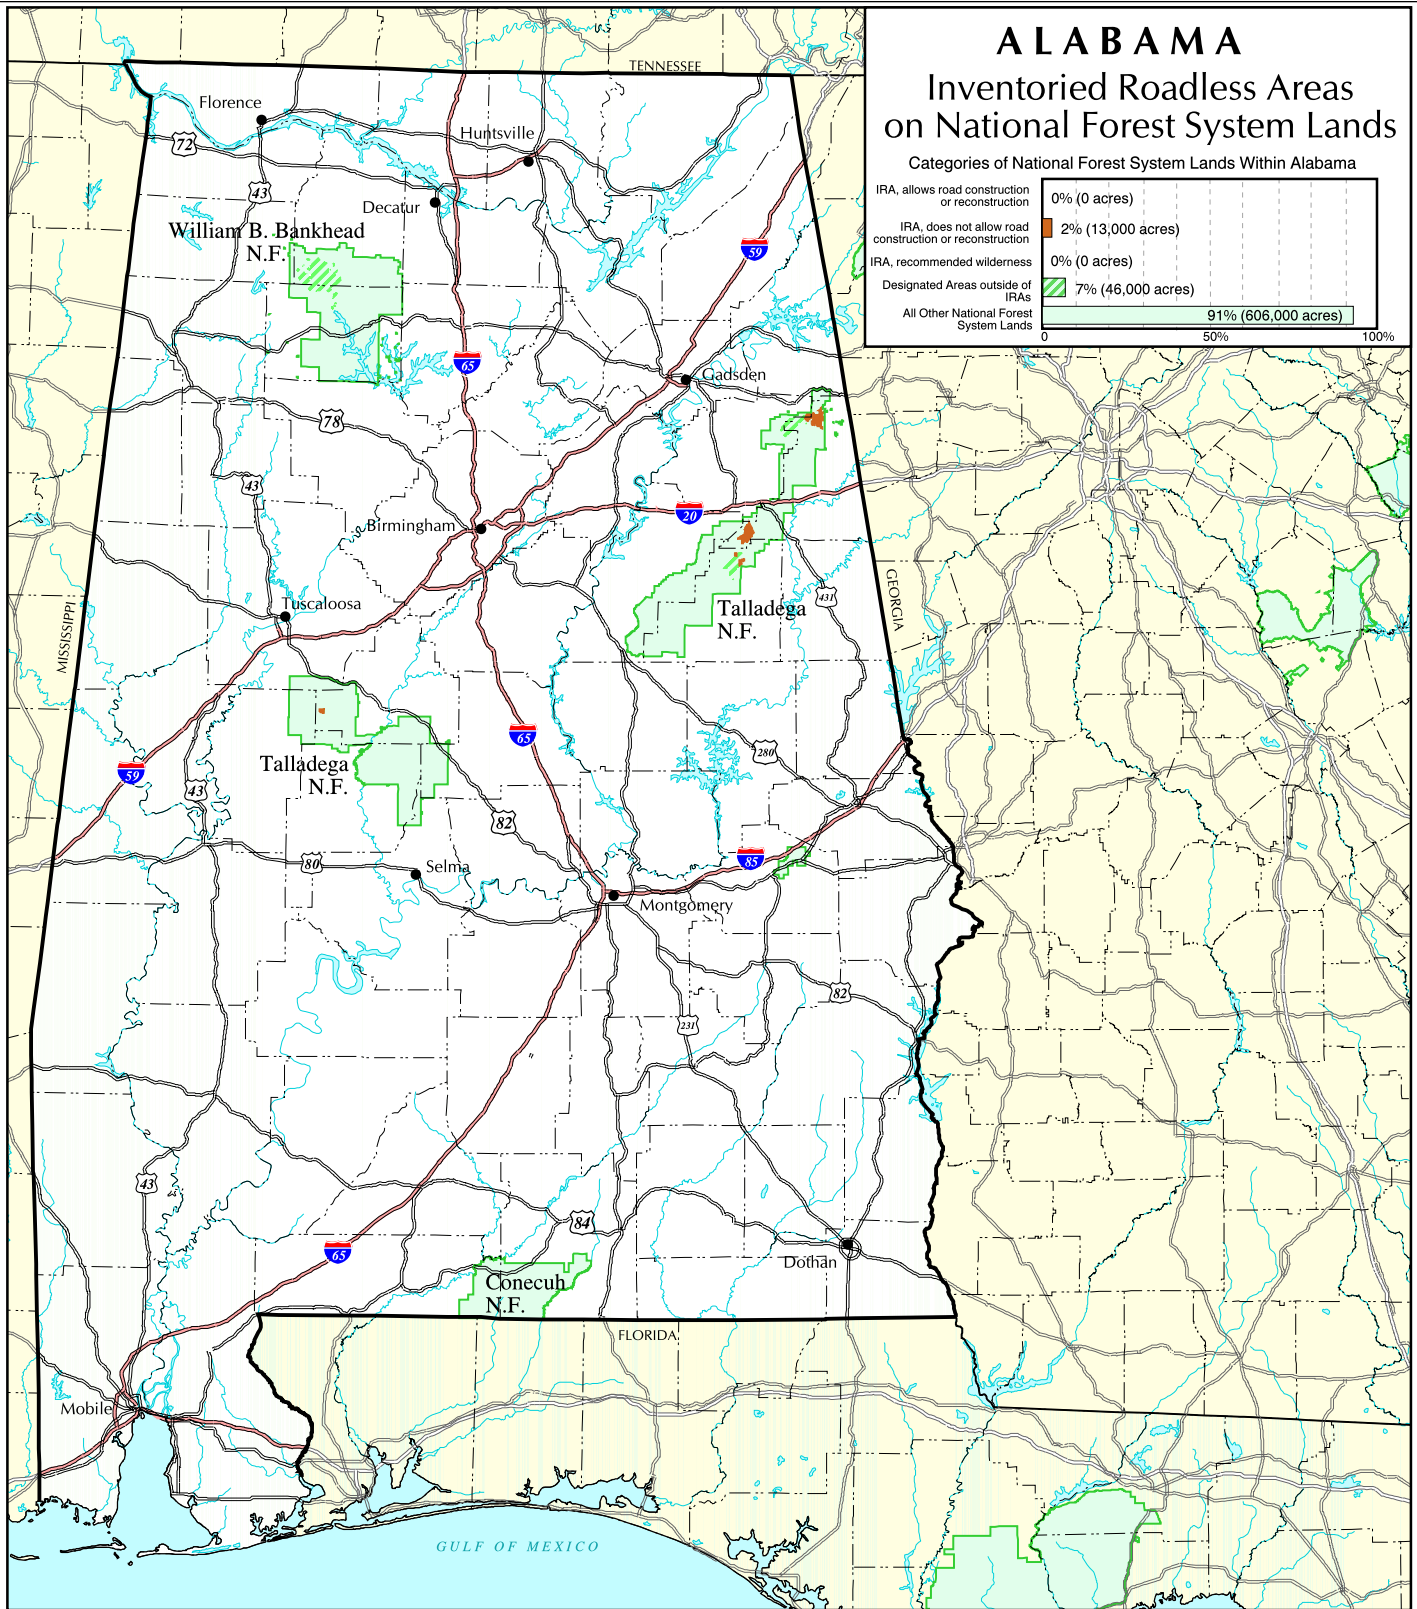 ALABAMA
Inventoried Roadless Areas
on National Forest System Lands
Categories of National Forest System Lands Within Alabama
IRA, allows road construction
or reconstruction
0% (0 acres)
IRA, does not allow road
construction or reconstruction
2% (13,000 acres)
IRA, recommended wilderness
0% (0 acres)
Designated Areas outside of
IRAs
7% (46,000 acres)
All Other National Forest
System Lands
91% (606,000 acres)
0
50%
100%
TENNESSEE
Florence
Huntsville
72
43
Decatur
William B. Bankhead
N.F.
59
65
Gadsden
78
43
20
Birmingham
GEORGIA
431
Tuscaloosa
Talladega
N.F.
MISSISSIPPI
65
280
Talladega
N.F.
59
43
82
80
85
Selma
Montgomery
82
231
43
84
65
Dothan
Conecuh
N.F.
FLORIDA
Mobile
GULF OF MEXICO